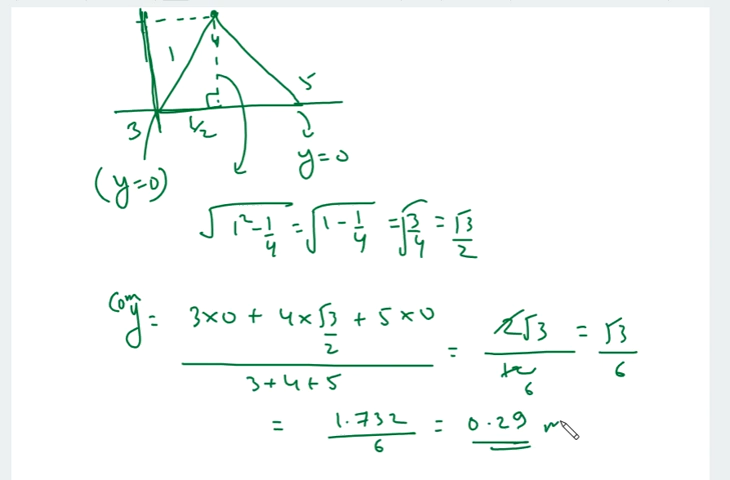 1
4
5
3
1/2
(y=0)
y=0
√1²-1/4 = √1-1/4 = √3/4 = √3/2
Com y = 3×0 + 4×√3/2 + 5×0 / 3+4+5 = 2√3/12 6 = √3/6
= 1.732/6 = 0.29 m